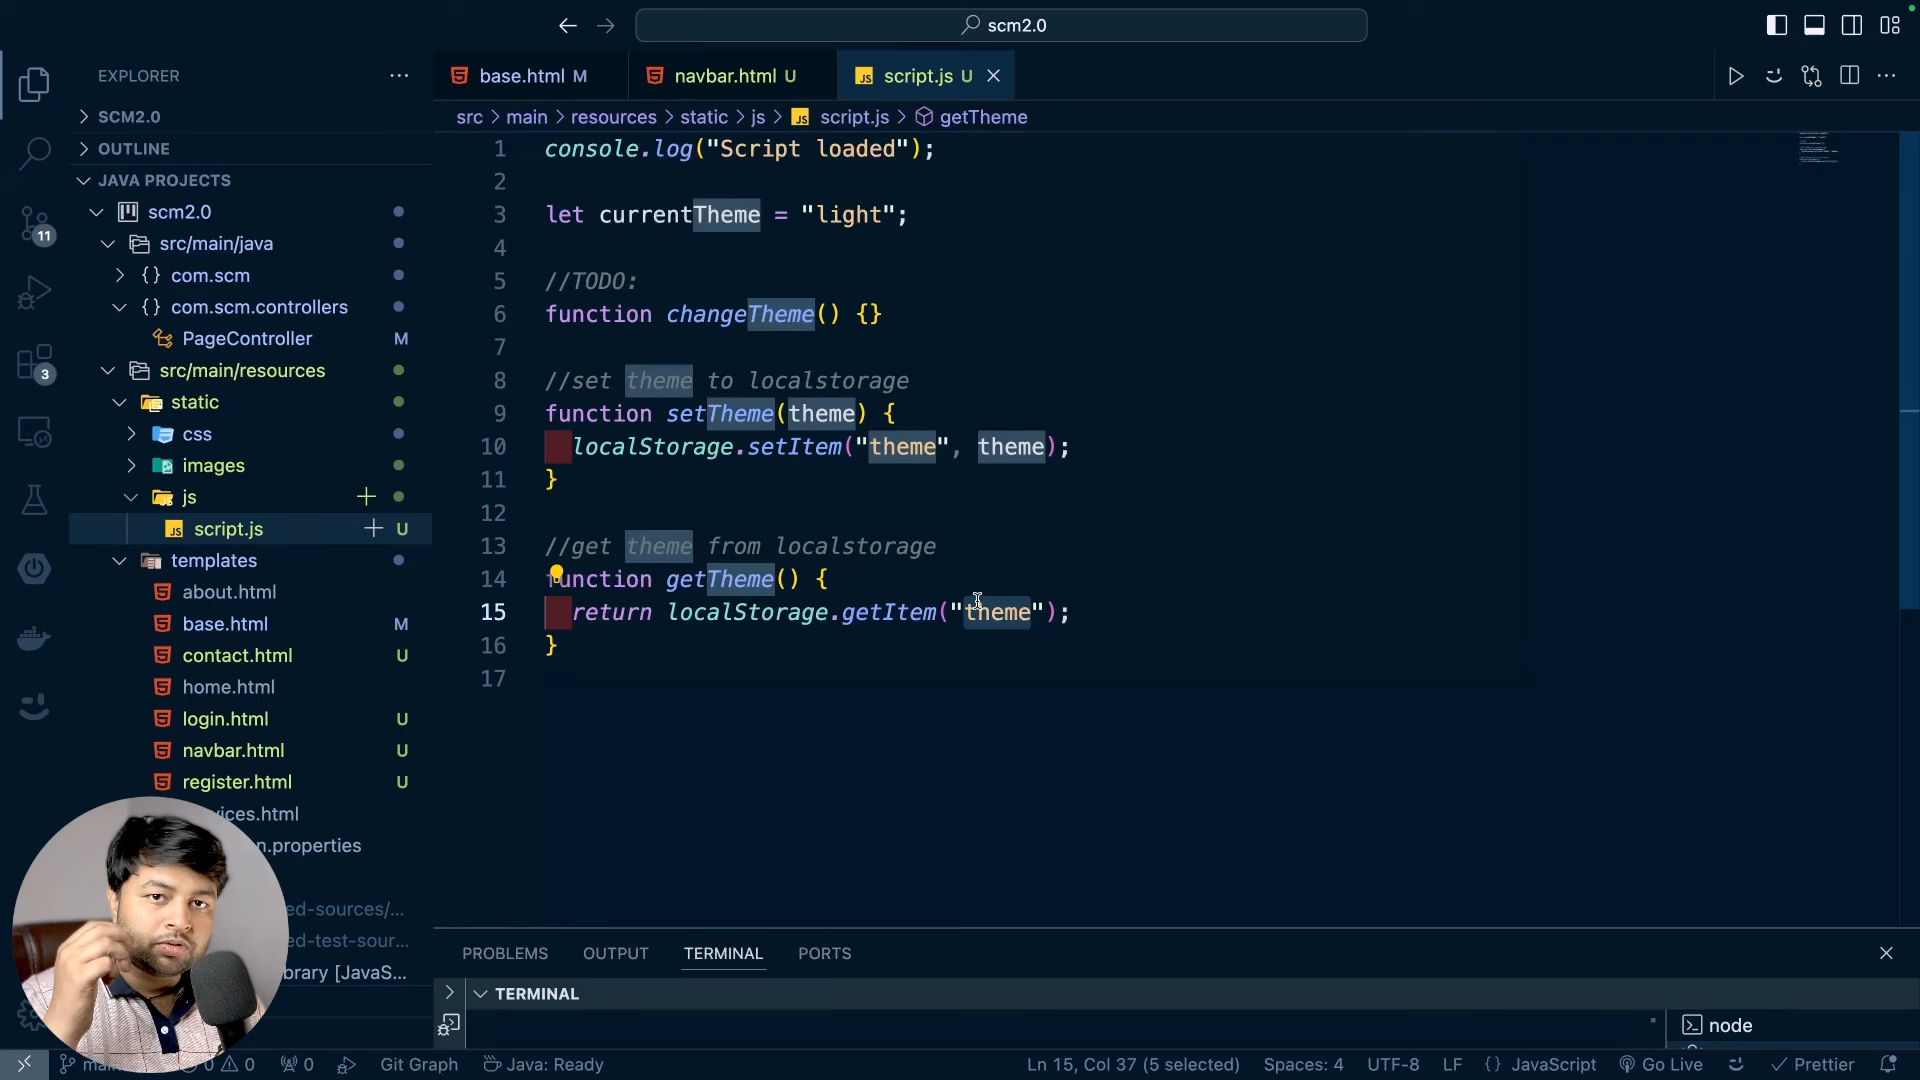 scm2.0
EXPLORER
SCM2.0
OUTLINE
JAVA PROJECTS
scm2.0
src/main/java
com.scm
com.scm.controllers
PageController M
src/main/resources
static
css
images
js
script.js U
templates
about.html
base.html M
contact.html U
home.html
login.html U
navbar.html U
register.html U
ices.html
n.properties
ed-sources/...
ed-test-sour...
brary [JavaS...
11
3
base.html M
navbar.html U
JS script.js U
src > main > resources > static > js > JS script.js > getTheme
1 console.log("Script loaded");
2
3 let currentTheme = "light";
4
5 //TODO:
6 function changeTheme() {}
7
8 //set theme to localstorage
9 function setTheme(theme) {
10 localStorage.setItem("theme", theme);
11 }
12
13 //get theme from localstorage
14 function getTheme() {
15 return localStorage.getItem("theme");
16 }
17
PROBLEMS OUTPUT TERMINAL PORTS
TERMINAL
node
0 0 0 Git Graph Java: Ready Ln 15, Col 37 (5 selected) Spaces: 4 UTF-8 LF {} JavaScript Go Live Prettier